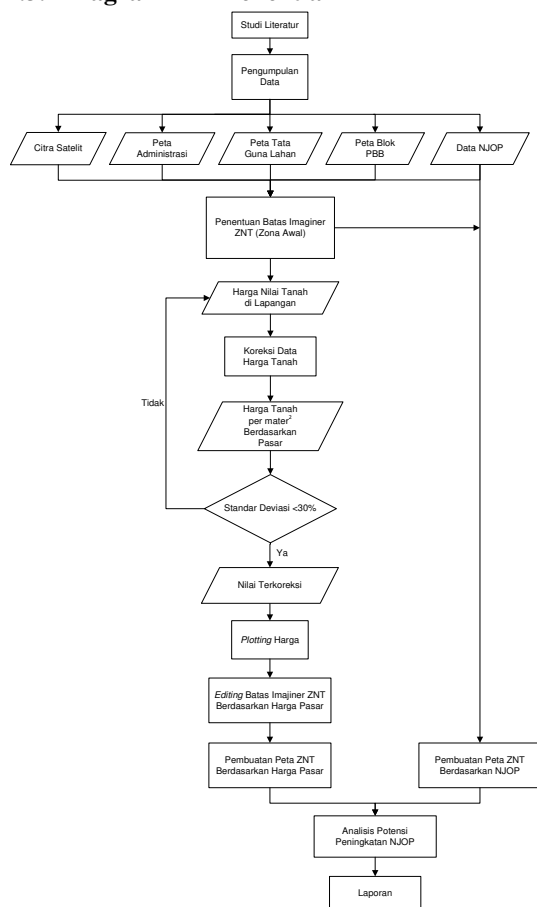 Studi Literatur
Pengumpulan
Data
Citra Satelit
Peta
Administrasi
Peta Tata
Guna Lahan
Peta Blok
PBB
Data NJOP
Penentuan Batas Imaginer
ZNT (Zona Awal)
Harga Nilai Tanah
di Lapangan
Koreksi Data
Harga Tanah
Tidak
Harga Tanah
per mater²
Berdasarkan
Pasar
Standar Deviasi <30%
Ya
Nilai Terkoreksi
Plotting Harga
Editing Batas Imajiner ZNT
Berdasarkan Harga Pasar
Pembuatan Peta ZNT
Berdasarkan Harga Pasar
Pembuatan Peta ZNT
Berdasarkan NJOP
Analisis Potensi
Peningkatan NJOP
Laporan